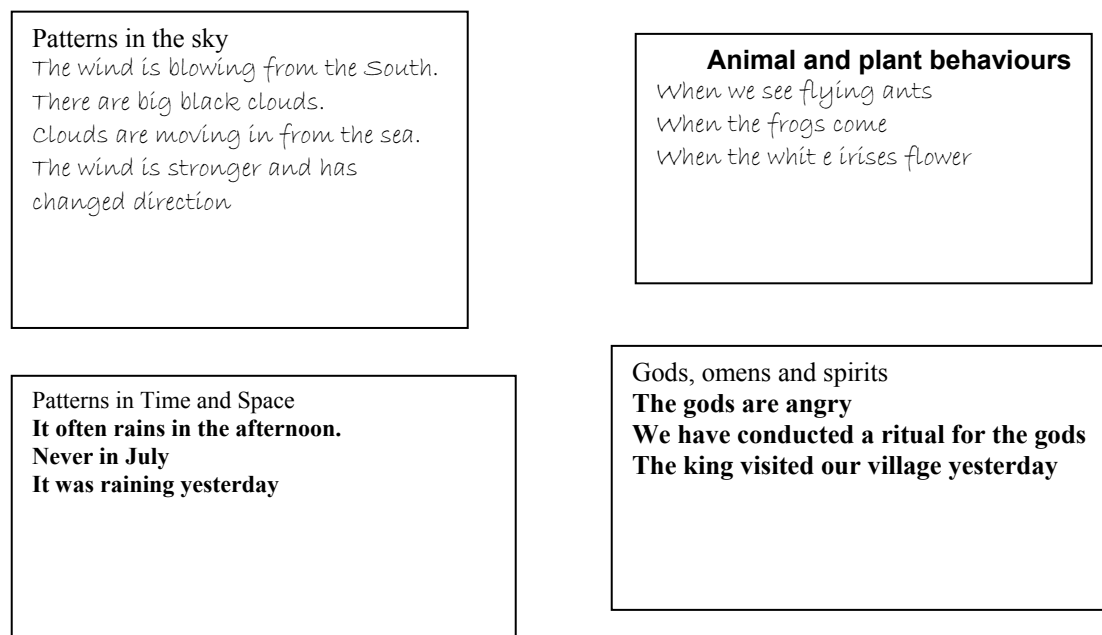 Patterns in the sky
The wind is blowing from the South.
There are big black clouds.
Clouds are moving in from the sea.
The wind is stronger and has
changed direction
Animal and plant behaviours
When we see flying ants
When the frogs come
When the whit e irises flower
Patterns in Time and Space
It often rains in the afternoon.
Never in July
It was raining yesterday
Gods, omens and spirits
The gods are angry
We have conducted a ritual for the gods
The king visited our village yesterday